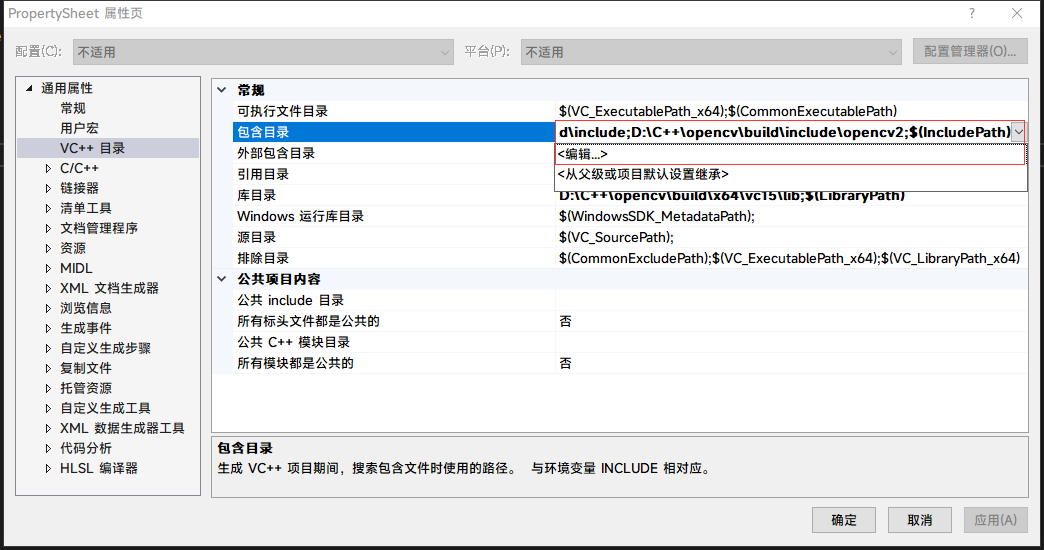 PropertySheet 属性页
配置(C): 不适用 平台(P): 不适用 配置管理器(O)...
通用属性
常规
用户宏
VC++ 目录
C/C++
链接器
清单工具
文档管理程序
资源
MIDL
XML 文档生成器
浏览信息
生成事件
自定义生成步骤
复制文件
托管资源
自定义生成工具
XML 数据生成器工具
代码分析
HLSL 编译器
常规
可执行文件目录 $(VC_ExecutablePath_x64);$(CommonExecutablePath)
包含目录 d\include;D:\C++\opencv\build\include\opencv2;$(IncludePath)
外部包含目录 <编辑...>
引用目录 <从父级或项目默认设置继承>
库目录 D:\C++\opencv\build\x64\vc15\lib;$(LibraryPath)
Windows 运行库目录 $(WindowsSDK_MetadataPath);
源目录 $(VC_SourcePath);
排除目录 $(CommonExcludePath);$(VC_ExecutablePath_x64);$(VC_LibraryPath_x64)
公共项目内容
公共 include 目录
所有标头文件都是公共的 否
公共 C++ 模块目录
所有模块都是公共的 否
包含目录
生成 VC++ 项目期间，搜索包含文件时使用的路径。 与环境变量 INCLUDE 相对应。
确定 取消 应用(A)